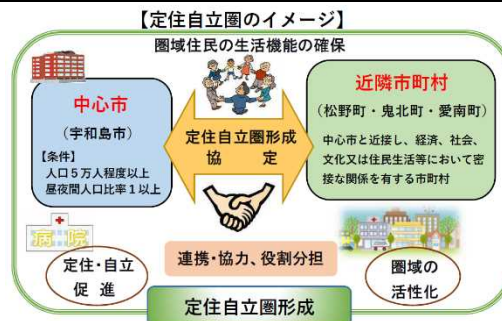 【定住自立圏のイメージ】
圏域住民の生活機能の確保
中心市
（宇和島市）
【条件】
人口５万人程度以上
昼夜間人口比率１以上
定住自立圏形成
協　定
近隣市町村
（松野町・鬼北町・愛南町）
中心市と近接し、経済、社会、
文化又は住民生活等において密
接な関係を有する市町村
病院
定住・自立
促　進
連携・協力、役割分担
圏域の
活性化
定住自立圏形成